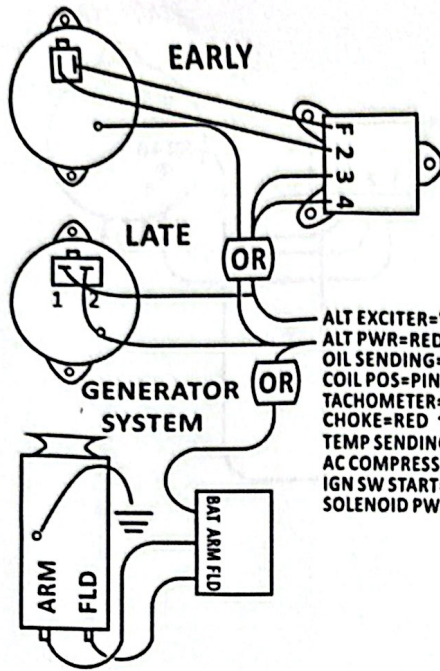 EARLY
F
2
3
4
OR
LATE
1 2
ALT EXCITER=
ALT PWR=RED
OIL SENDING=
COIL POS=PIN
TACHOMETER=
CHOKE=RED
TEMP SENDING
AC COMPRESS
IGN SW START=
SOLENOID PW
OR
GENERATOR
SYSTEM
BAT ARM FLD
ARM
FLD